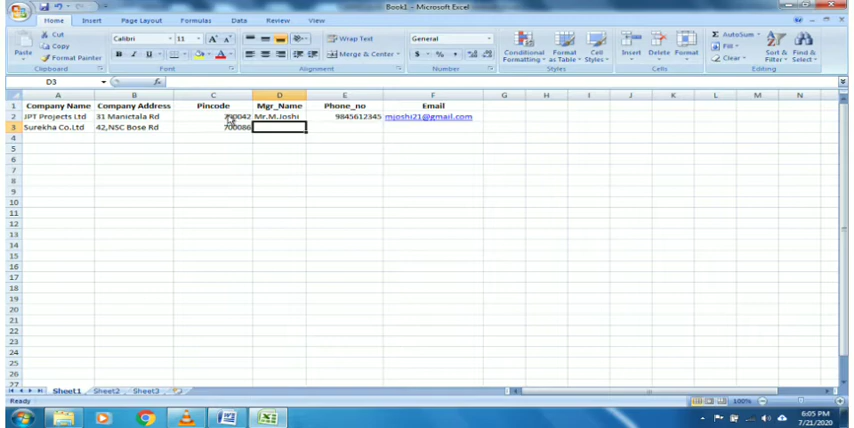 Book1 - Microsoft Excel
Home Insert Page Layout Formulas Data Review View
Cut
Copy
Format Painter
Paste
Clipboard
Calibri 11
Font
Wrap Text
Merge & Center
Alignment
General
Number
Conditional Formatting
Format as Table
Cell Styles
Styles
Insert Delete Format
Cells
AutoSum
Fill
Clear
Sort & Filter
Find & Select
Editing
D3 fx
A B C D E F G H I J K L M N
1 Company Name Company Address Pincode Mgr_Name Phone_no Email
2 JPT Projects Ltd 31 Manictala Rd Mr.M.Joshi 9845612345 mjoshi21@gmail.com
3 Surekha Co.Ltd 42,NSC Bose Rd 700086
4
5
6
7
8
9
10
11
12
13
14
15
16
17
18
19
20
21
22
23
24
25
26
27
Sheet1 Sheet2 Sheet3
Ready 100%
6:05 PM
7/21/2020